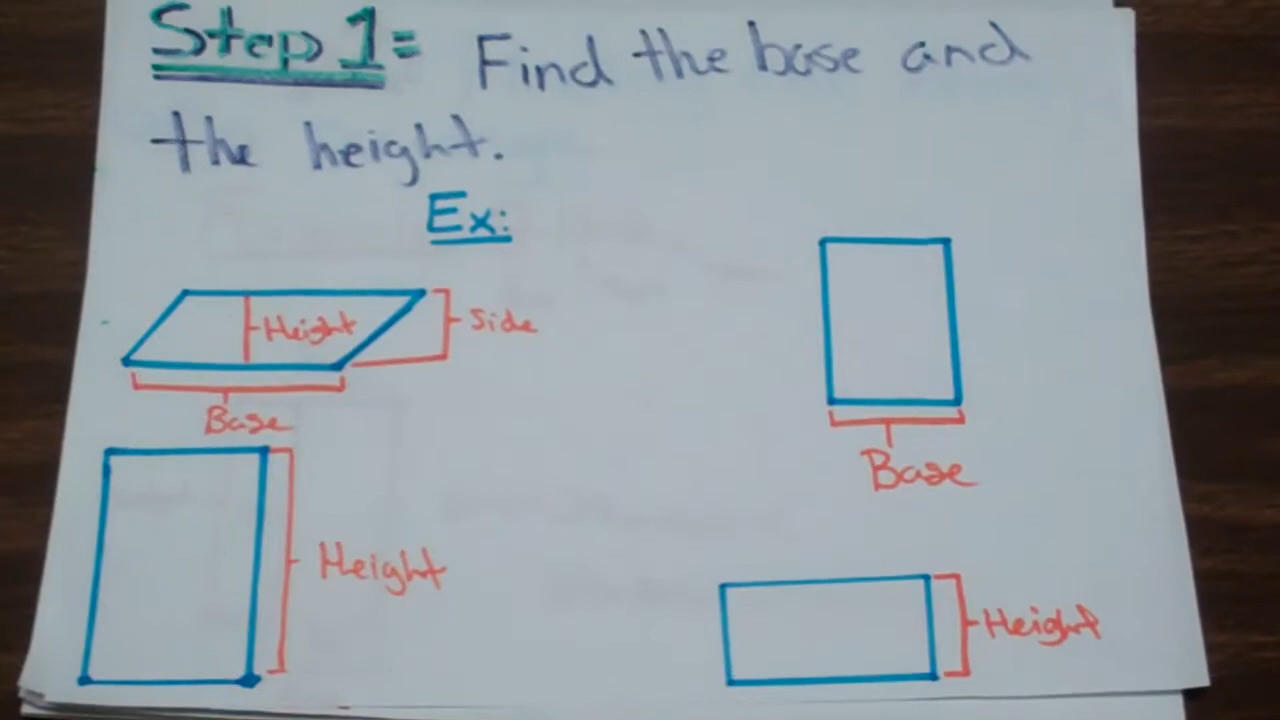 Step 1: Find the base and
the height.
Ex:
Height
Side
Base
Base
Height
Height